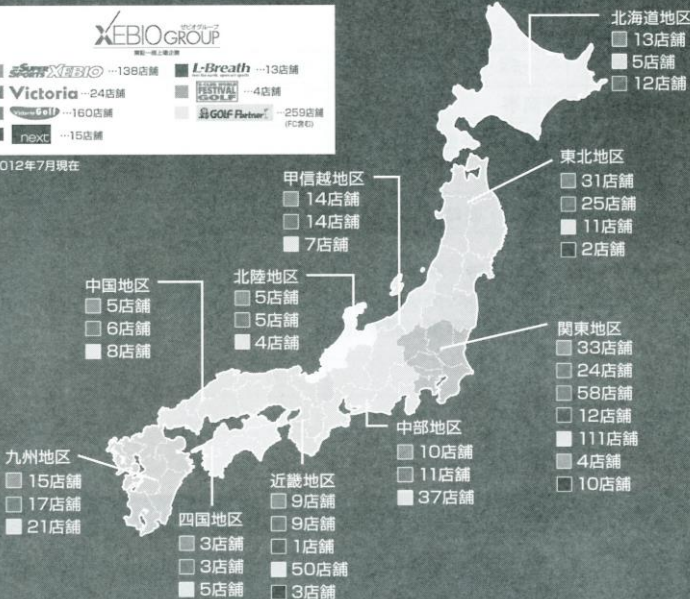 ゼビオグループ
XEBIO GROUP
東証一部上場企業
SUPER SPORTS XEBIO …138店舗
Victoria …24店舗
Victoria Golf …160店舗
next …15店舗
L-Breath …13店舗
FESTIVAL GOLF …4店舗
GOLF Partner …259店舗
(FC含む)
012年7月現在
北海道地区
13店舗
5店舗
12店舗
東北地区
31店舗
25店舗
11店舗
2店舗
甲信越地区
14店舗
14店舗
7店舗
北陸地区
5店舗
5店舗
4店舗
中国地区
5店舗
6店舗
8店舗
関東地区
33店舗
24店舗
58店舗
12店舗
111店舗
4店舗
10店舗
中部地区
10店舗
11店舗
37店舗
九州地区
15店舗
17店舗
21店舗
四国地区
3店舗
3店舗
5店舗
近畿地区
9店舗
9店舗
1店舗
50店舗
3店舗